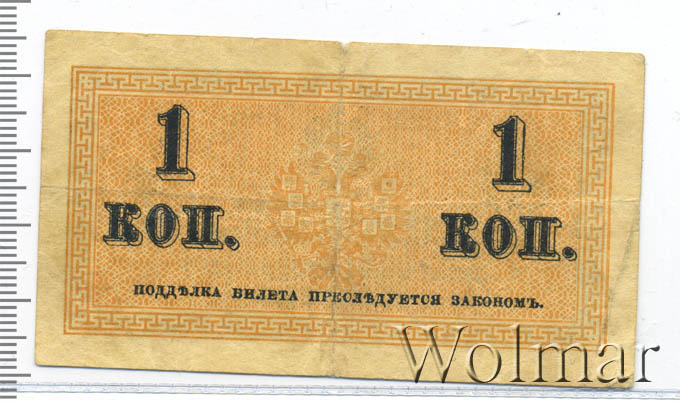 1 1
КОП. КОП.
ПОДДѢЛКА БИЛЕТА ПРЕСЛѢДУЕТСЯ ЗАКОНОМЪ.
Wolmar